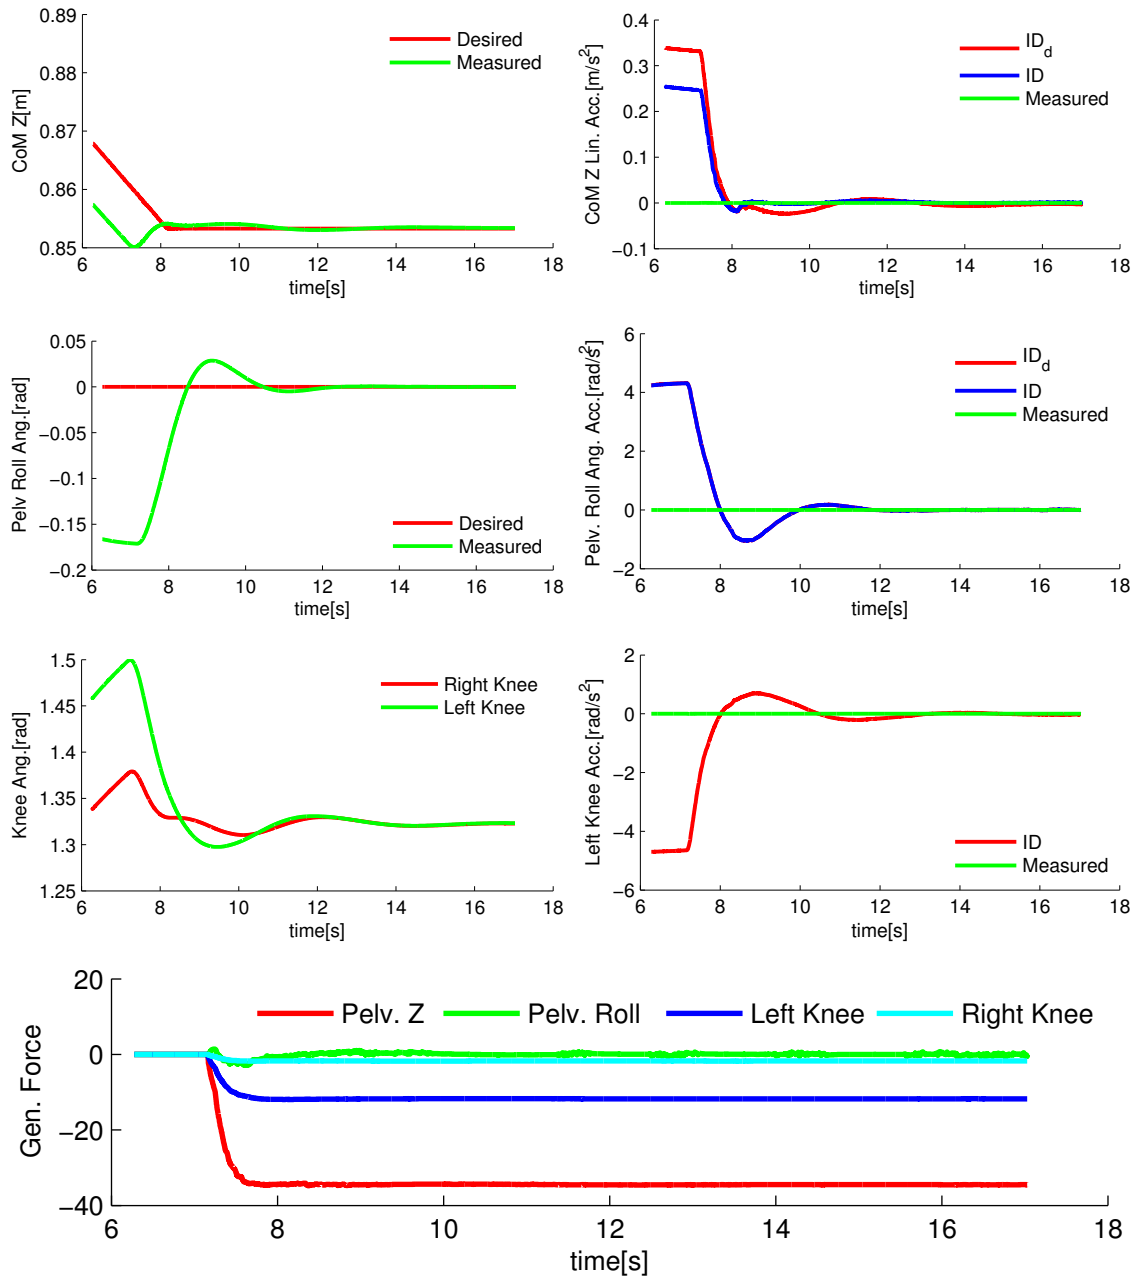 0.89
0.88
0.87
0.86
0.85
CoM Z[m]
Desired
Measured
6 8 10 12 14 16 18
time[s]
0.4
0.3
0.2
0.1
0
−0.1
CoM Z Lin. Acc.[m/s²]
ID_d
ID
Measured
6 8 10 12 14 16 18
time[s]
0.05
0
−0.05
−0.1
−0.15
−0.2
Pelv Roll Ang.[rad]
Desired
Measured
6 8 10 12 14 16 18
time[s]
6
4
2
0
−2
Pelv. Roll Ang. Acc.[rad/s²]
ID_d
ID
Measured
6 8 10 12 14 16 18
time[s]
1.5
1.45
1.4
1.35
1.3
1.25
Knee Ang.[rad]
Right Knee
Left Knee
6 8 10 12 14 16 18
time[s]
2
0
−2
−4
−6
Left Knee Acc.[rad/s²]
ID
Measured
6 8 10 12 14 16 18
time[s]
20
0
−20
−40
Gen. Force
Pelv. Z Pelv. Roll Left Knee Right Knee
6 8 10 12 14 16 18
time[s]